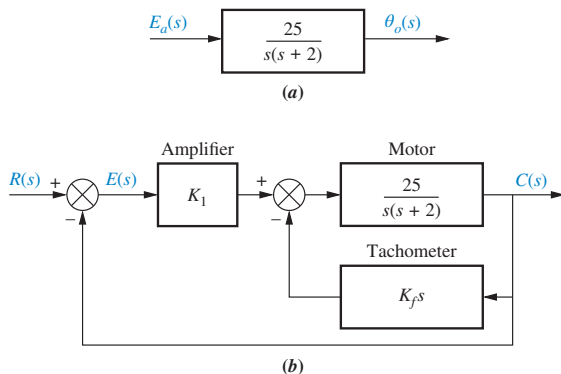 E_a(s)
25
s(s + 2)
θ_o(s)
(a)
Amplifier
Motor
R(s)
+
−
E(s)
K_1
+
−
25
s(s + 2)
C(s)
Tachometer
K_f s
(b)